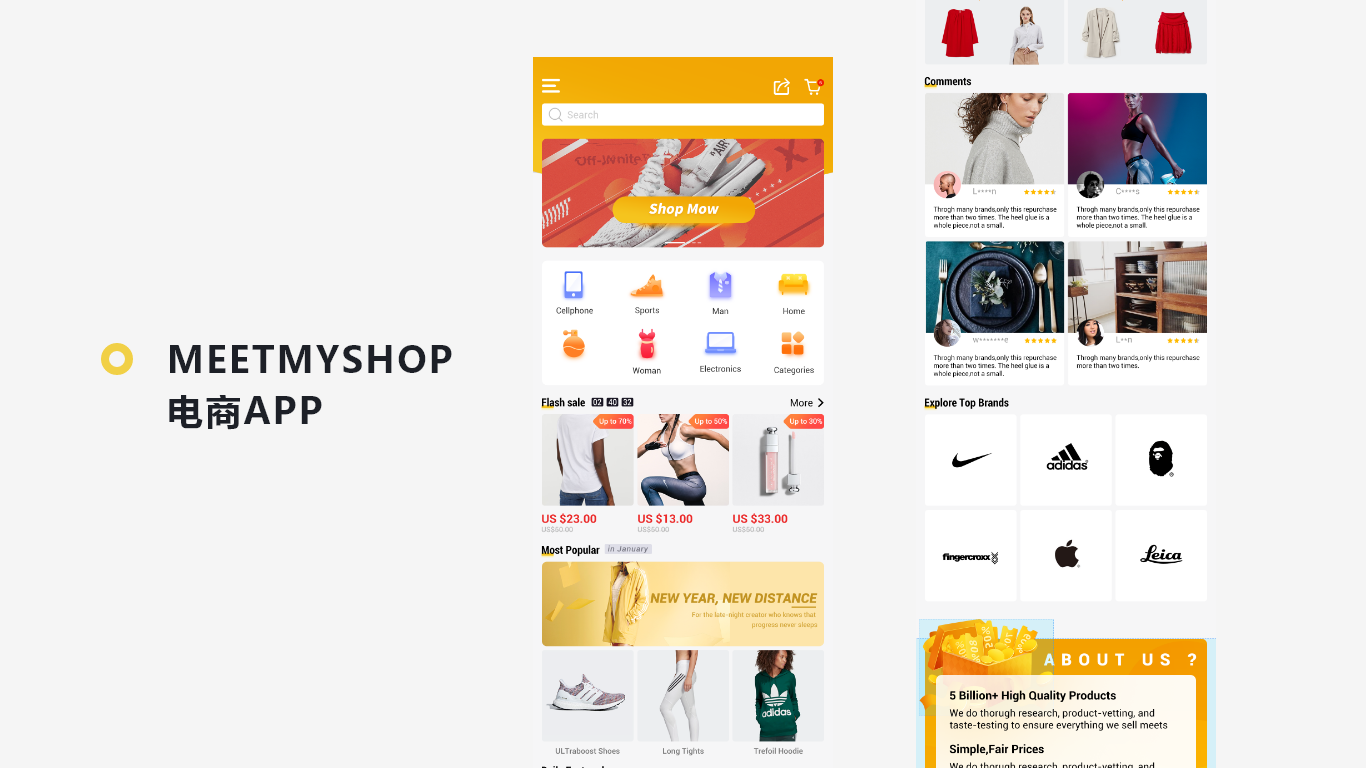 MEETMYSHOP
电商APP
Search
Off-White
"AIR"
Shop Mow
Cellphone
Sports
Man
Home
Woman
Electronics
Categories
Flash sale 02 40 32
More
Up to 70%
Up to 50%
Up to 30%
US $23.00
US $13.00
US $33.00
US$50.00
US$50.00
US$50.00
Most Popular in January
NEW YEAR, NEW DISTANCE
For the late-night creator who knows that
progress never sleeps
adidas
ULTraboost Shoes
Long Tights
Trefoil Hoodie
Comments
L****n
Throgh many brands,only this repurchase
more than two times. The heel glue is a
whole piece,not a small.
C****s
Throgh many brands,only this repurchase
more than two times. The heel glue is a
whole piece,not a small.
w*******e
Throgh many brands,only this repurchase
more than two times. The heel glue is a
whole piece,not a small.
L**n
Throgh many brands,only this repurchase
more than two times.
Explore Top Brands
adidas
fingercroxx
Leica
ABOUT US ?
5 Billion+ High Quality Products
We do thorugh research, product-vetting, and
taste-testing to ensure everything we sell meets
Simple,Fair Prices
We do thorugh research, product-vetting, and